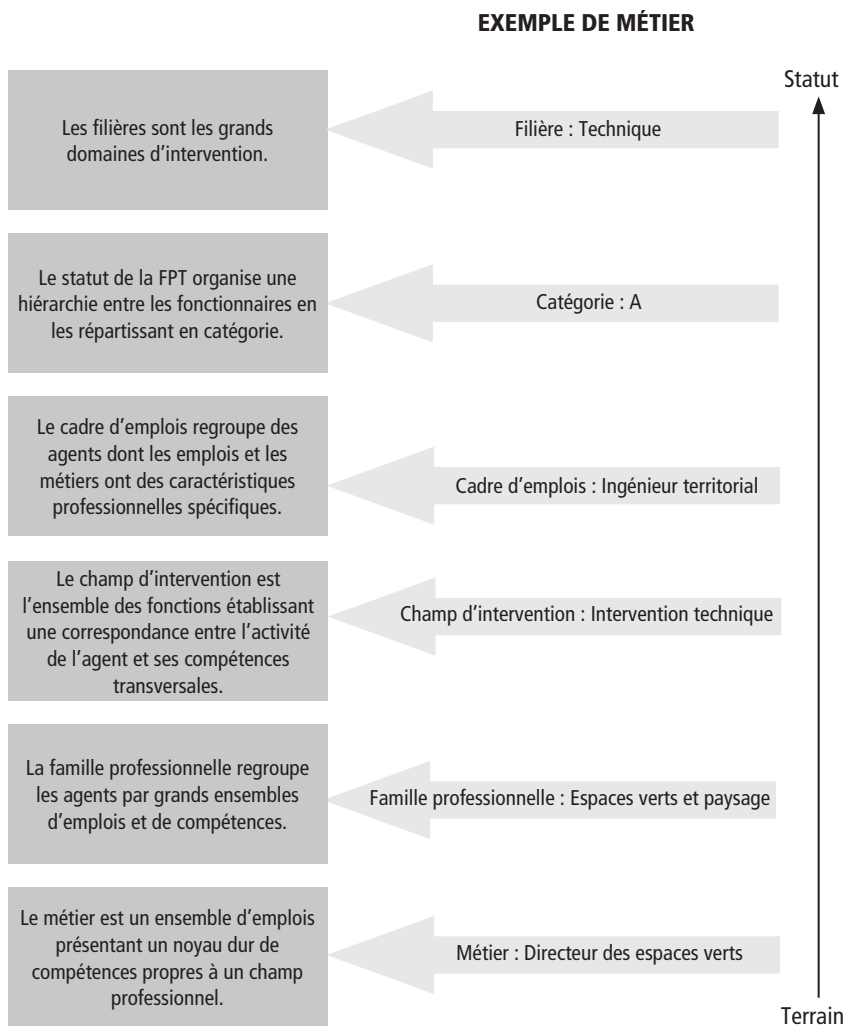 EXEMPLE DE MÉTIER
Statut
Les filières sont les grands
domaines d’intervention.
Filière : Technique
Le statut de la FPT organise une
hiérarchie entre les fonctionnaires en
les répartissant en catégorie.
Catégorie : A
Le cadre d’emplois regroupe des
agents dont les emplois et les
métiers ont des caractéristiques
professionnelles spécifiques.
Cadre d’emplois : Ingénieur territorial
Le champ d’intervention est
l’ensemble des fonctions établissant
une correspondance entre l’activité
de l’agent et ses compétences
transversales.
Champ d’intervention : Intervention technique
La famille professionnelle regroupe
les agents par grands ensembles
d’emplois et de compétences.
Famille professionnelle : Espaces verts et paysage
Le métier est un ensemble d’emplois
présentant un noyau dur de
compétences propres à un champ
professionnel.
Métier : Directeur des espaces verts
Terrain